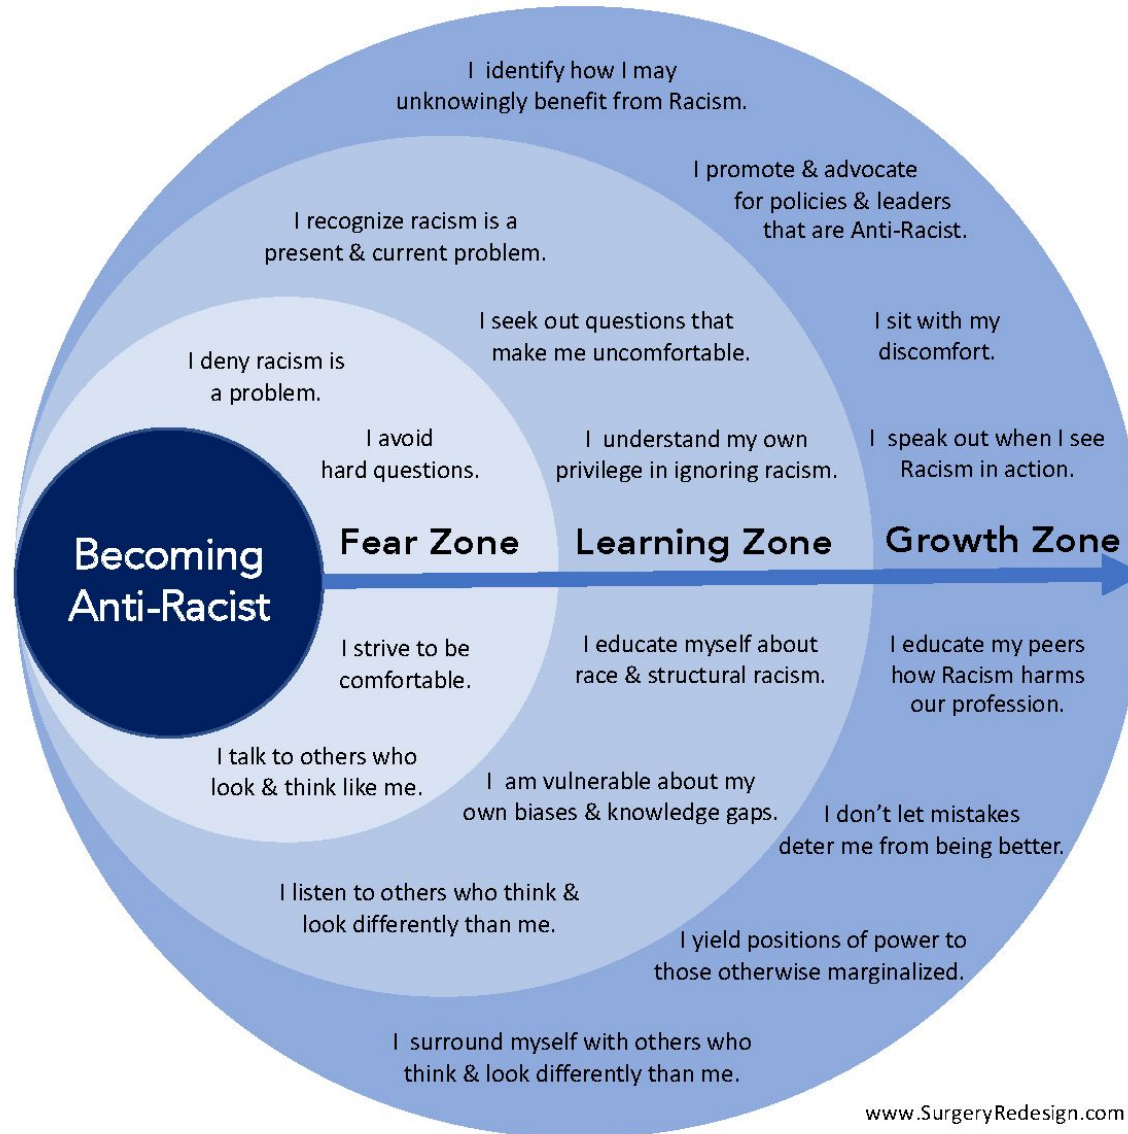 I identify how I may
unknowingly benefit from Racism.
I promote & advocate
for policies & leaders
that are Anti-Racist.
I recognize racism is a
present & current problem.
I seek out questions that
make me uncomfortable.
I sit with my
discomfort.
I deny racism is
a problem.
I avoid
hard questions.
I understand my own
privilege in ignoring racism.
I speak out when I see
Racism in action.
Becoming
Anti-Racist
Fear Zone
Learning Zone
Growth Zone
I strive to be
comfortable.
I educate myself about
race & structural racism.
I educate my peers
how Racism harms
our profession.
I talk to others who
look & think like me.
I am vulnerable about my
own biases & knowledge gaps.
I don't let mistakes
deter me from being better.
I listen to others who think &
look differently than me.
I yield positions of power to
those otherwise marginalized.
I surround myself with others who
think & look differently than me.
www.SurgeryRedesign.com